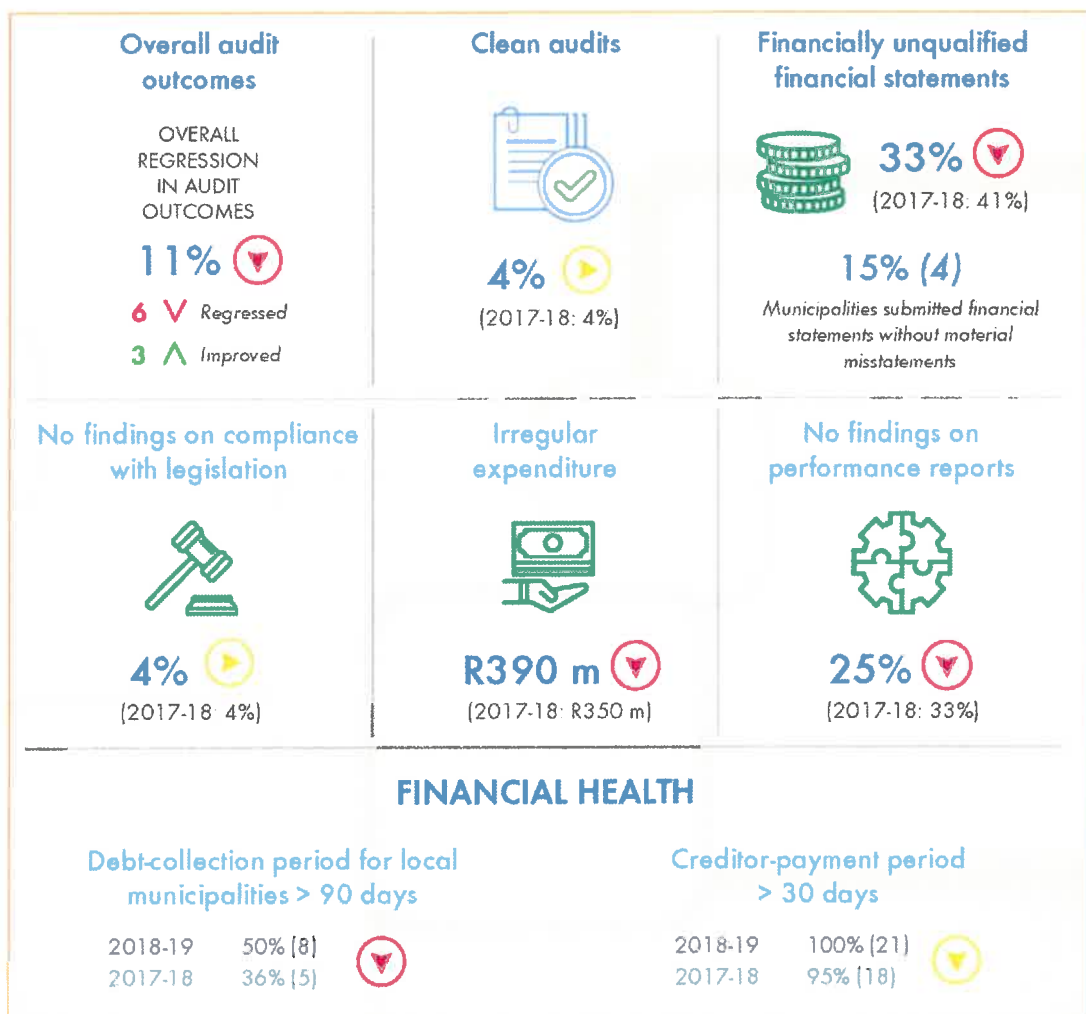 Overall audit
outcomes
OVERALL
REGRESSION
IN AUDIT
OUTCOMES
11%
6 Regressed
3 Improved
Clean audits
4%
(2017-18: 4%)
Financially unqualified
financial statements
33%
(2017-18: 41%)
15% (4)
Municipalities submitted financial
statements without material
misstatements
No findings on compliance
with legislation
4%
(2017-18: 4%)
Irregular
expenditure
R390 m
(2017-18: R350 m)
No findings on
performance reports
25%
(2017-18: 33%)
FINANCIAL HEALTH
Debt-collection period for local
municipalities > 90 days
2018-19 50% (8)
2017-18 36% (5)
Creditor-payment period
> 30 days
2018-19 100% (21)
2017-18 95% (18)